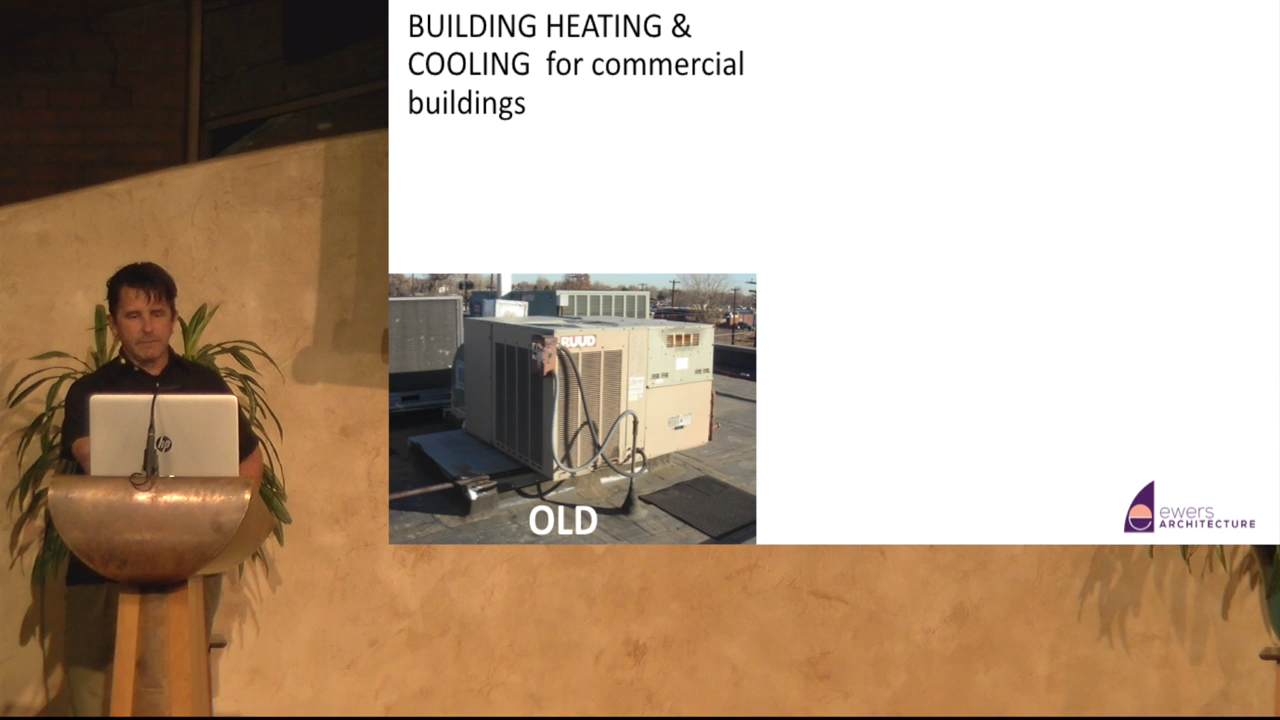 BUILDING HEATING &
COOLING for commercial
buildings
RUUD
OLD
hp
ewers
ARCHITECTURE